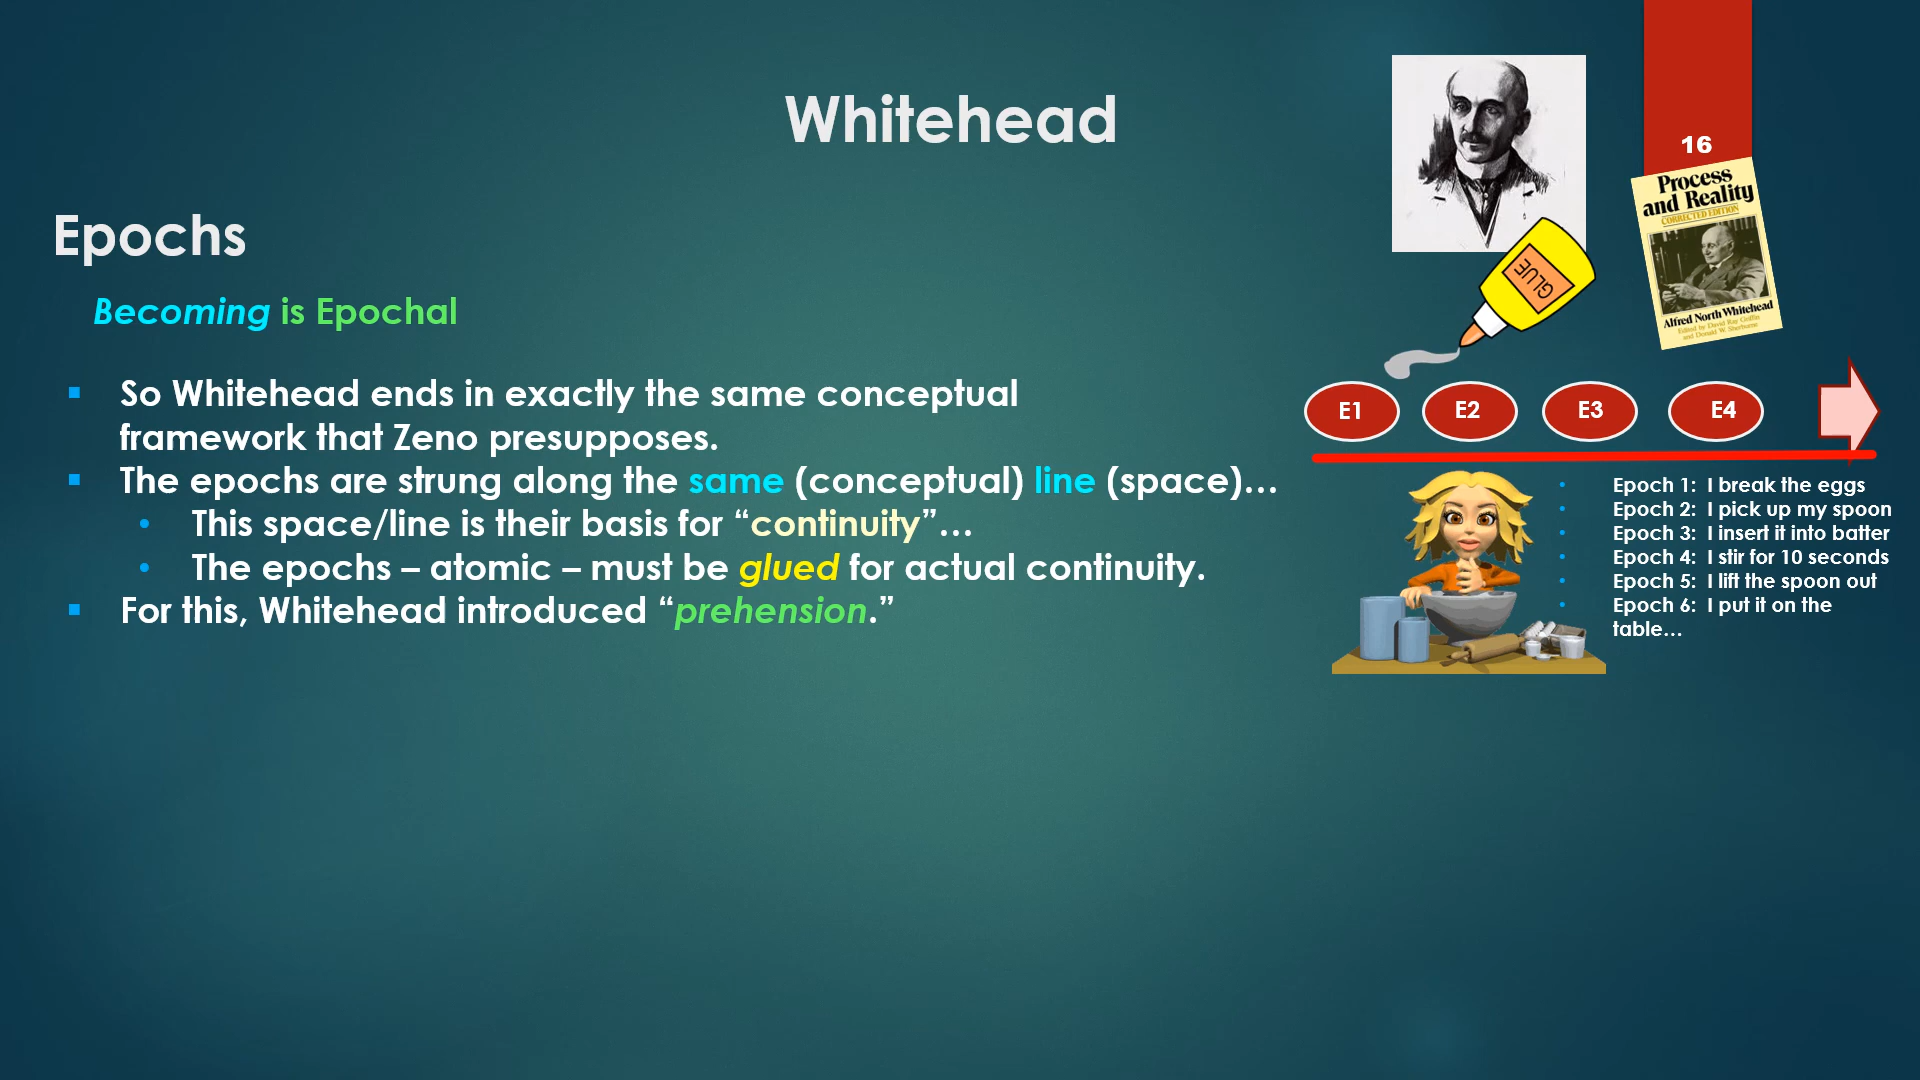 Whitehead
16
Process
and Reality
CORRECTED EDITION
Alfred North Whitehead
Edited by David Ray Griffin
and Donald W. Sherburne
GLUE
Epochs
Becoming is Epochal
So Whitehead ends in exactly the same conceptual
framework that Zeno presupposes.
The epochs are strung along the same (conceptual) line (space)…
This space/line is their basis for “continuity”…
The epochs – atomic – must be glued for actual continuity.
For this, Whitehead introduced “prehension.”
E1 E2 E3 E4
Epoch 1: I break the eggs
Epoch 2: I pick up my spoon
Epoch 3: I insert it into batter
Epoch 4: I stir for 10 seconds
Epoch 5: I lift the spoon out
Epoch 6: I put it on the
table…